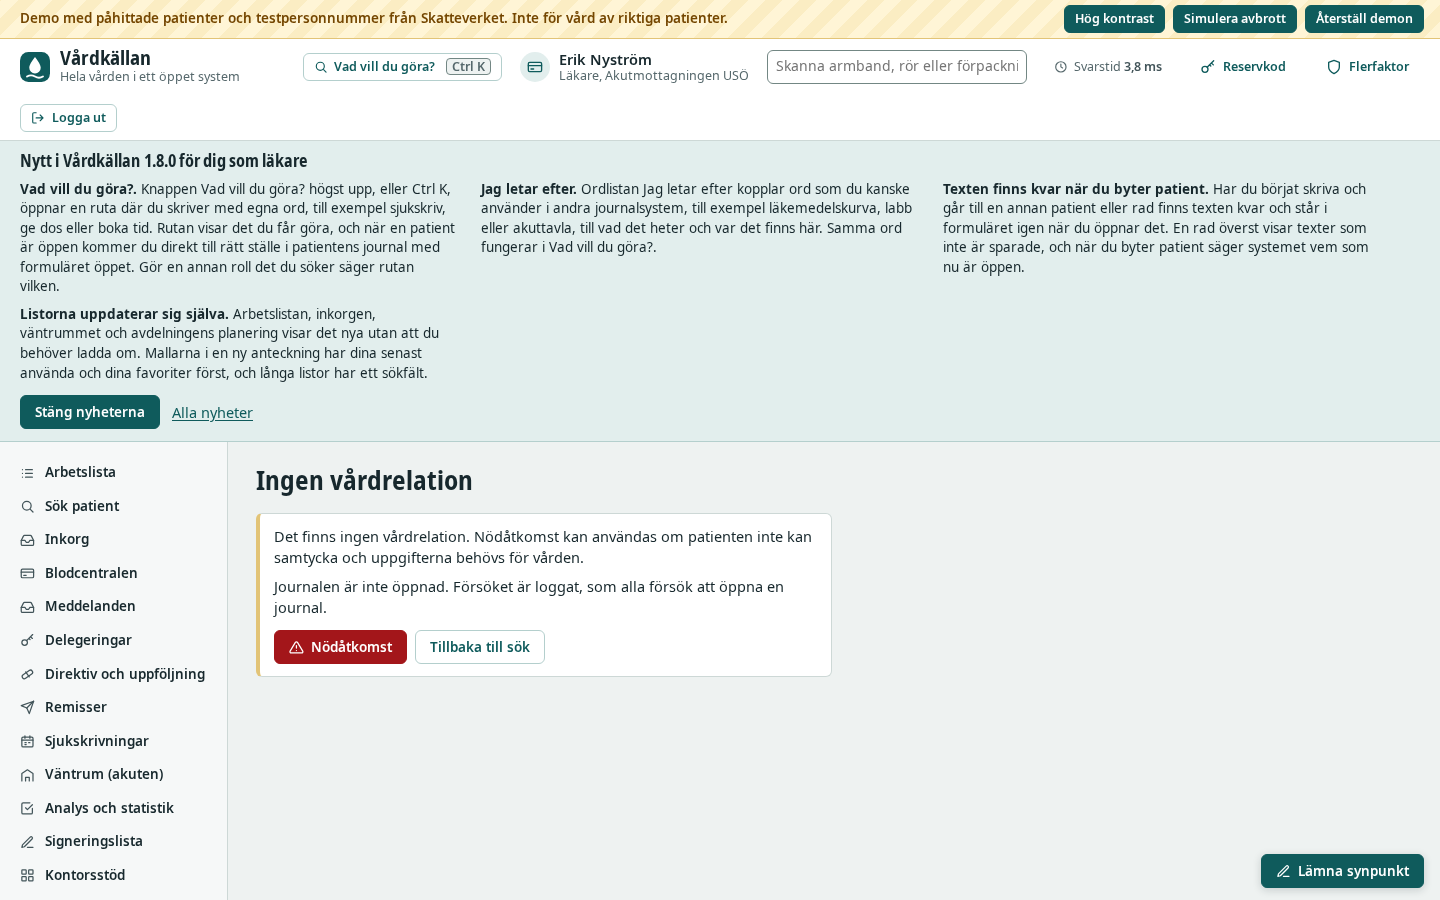 Demo med påhittade patienter och testpersonnummer från Skatteverket. Inte för vård av riktiga patienter.
Hög kontrast
Simulera avbrott
Återställ demon
Vårdkällan
Hela vården i ett öppet system
Vad vill du göra? Ctrl K
Erik Nyström
Läkare, Akutmottagningen USÖ
Skanna armband, rör eller förpackni
Svarstid 3,8 ms
Reservkod
Flerfaktor
Logga ut
Nytt i Vårdkällan 1.8.0 för dig som läkare
Vad vill du göra?. Knappen Vad vill du göra? högst upp, eller Ctrl K,
öppnar en ruta där du skriver med egna ord, till exempel sjukskriv,
ge dos eller boka tid. Rutan visar det du får göra, och när en patient
är öppen kommer du direkt till rätt ställe i patientens journal med
formuläret öppet. Gör en annan roll det du söker säger rutan
vilken.
Jag letar efter. Ordlistan Jag letar efter kopplar ord som du kanske
använder i andra journalsystem, till exempel läkemedelskurva, labb
eller akuttavla, till vad det heter och var det finns här. Samma ord
fungerar i Vad vill du göra?.
Texten finns kvar när du byter patient. Har du börjat skriva och
går till en annan patient eller rad finns texten kvar och står i
formuläret igen när du öppnar det. En rad överst visar texter som
inte är sparade, och när du byter patient säger systemet vem som
nu är öppen.
Listorna uppdaterar sig själva. Arbetslistan, inkorgen,
väntrummet och avdelningens planering visar det nya utan att du
behöver ladda om. Mallarna i en ny anteckning har dina senast
använda och dina favoriter först, och långa listor har ett sökfält.
Stäng nyheterna
Alla nyheter
Arbetslista
Sök patient
Inkorg
Blodcentralen
Meddelanden
Delegeringar
Direktiv och uppföljning
Remisser
Sjukskrivningar
Väntrum (akuten)
Analys och statistik
Signeringslista
Kontorsstöd
Ingen vårdrelation
Det finns ingen vårdrelation. Nödåtkomst kan användas om patienten inte kan
samtycka och uppgifterna behövs för vården.
Journalen är inte öppnad. Försöket är loggat, som alla försök att öppna en
journal.
Nödåtkomst
Tillbaka till sök
Lämna synpunkt